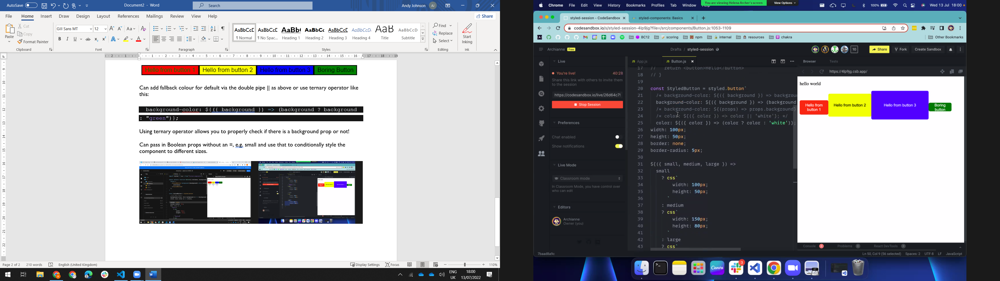 AutoSave
Document2 - Word
Search
Andy Johnson
AJ
File Home Insert Draw Design Layout References Mailings Review View Help
Share
Paste
Cut
Copy
Format Painter
Clipboard
Gill Sans MT
12
Font
Paragraph
AaBbCcD ¶ Normal
¶ No Spac...
Heading 1
Heading 2
Heading 3
Heading 4
Title
Subtitle
Styles
Find
Replace
Select
Editing
Start
Inking
Ink
Hello from button 1 Hello from button 2 Hello from button 3 Boring Button
Can add fallback colour for default via the double pipe || as above or use ternary operator like
this:
background-color: ${({ background }) => (background ? background
: "green")};
Using ternary operator allows you to properly check if there is a background prop or not!
Can pass in Boolean props without an =, e.g. small and use that to conditionally style the
component to different sizes.
Page 2 of 2 210 words English (United Kingdom)
Display Settings Focus 110%
ENG
UK
18:00
13/07/2022
Chrome File Edit View History Bookmarks Profiles Tab Window Help
You are viewing Helena Archer's screen View Options
100% Wed 13 Jul 18:00
styled-session - CodeSandbox
styled-components: Basics
codesandbox.io/s/styled-session-4lp9jg?file=/src/components/Button.js:1053-1109
BC12 scoring npm internal resources chakra Other Bookmarks
Archianne Free
Drafts / styled-session
10
Share Fork Create Sandbox
Live
You're live! 40:28
Share this link with others to invite them
to the session
https://codesandbox.io/live/26d64c75
Stop Session
Preferences
Chat enabled
Show notifications
Live Mode
Classroom mode
In Classroom Mode, you have control over
who can edit
Editors
Archianne
Owner (you)
JS App.js
JS Button.js
17 // return <button>Hello</button>
18 // }
19
20 const StyledButton = styled.button`
21 /* background-color: ${({ background }) => backgrou
22 background-color: ${({ background }) => (background
23 /* background-color: ${(props) => props.background}
24 /* color: ${({ color }) => color || 'white'}; */
25 color: ${({ color }) => (color ? color : 'white')};
26 width: 100px;
27 height: 50px;
28 border: none;
29 border-radius: 5px;
30
31 ${({ small, medium, large }) =>
32 small
33 ? css`
34 width: 100px;
35 height: 50px;
36 `
37 : medium
38 ? css`
39 width: 150px;
40 height: 80px;
41 `
42 : large
43 ? css`
Browser Tests
https://4lp9jg.csb.app/
hello world
Hello from
button 1
Hello from button 2
Hello from button 3
Boring
button
Console 2 Problems 0 React DevTools 0
7baad8a9c
Ln 50, Col 9 (56 selected) Spaces: 2 UTF-8 LF JavaScript
Canva
3